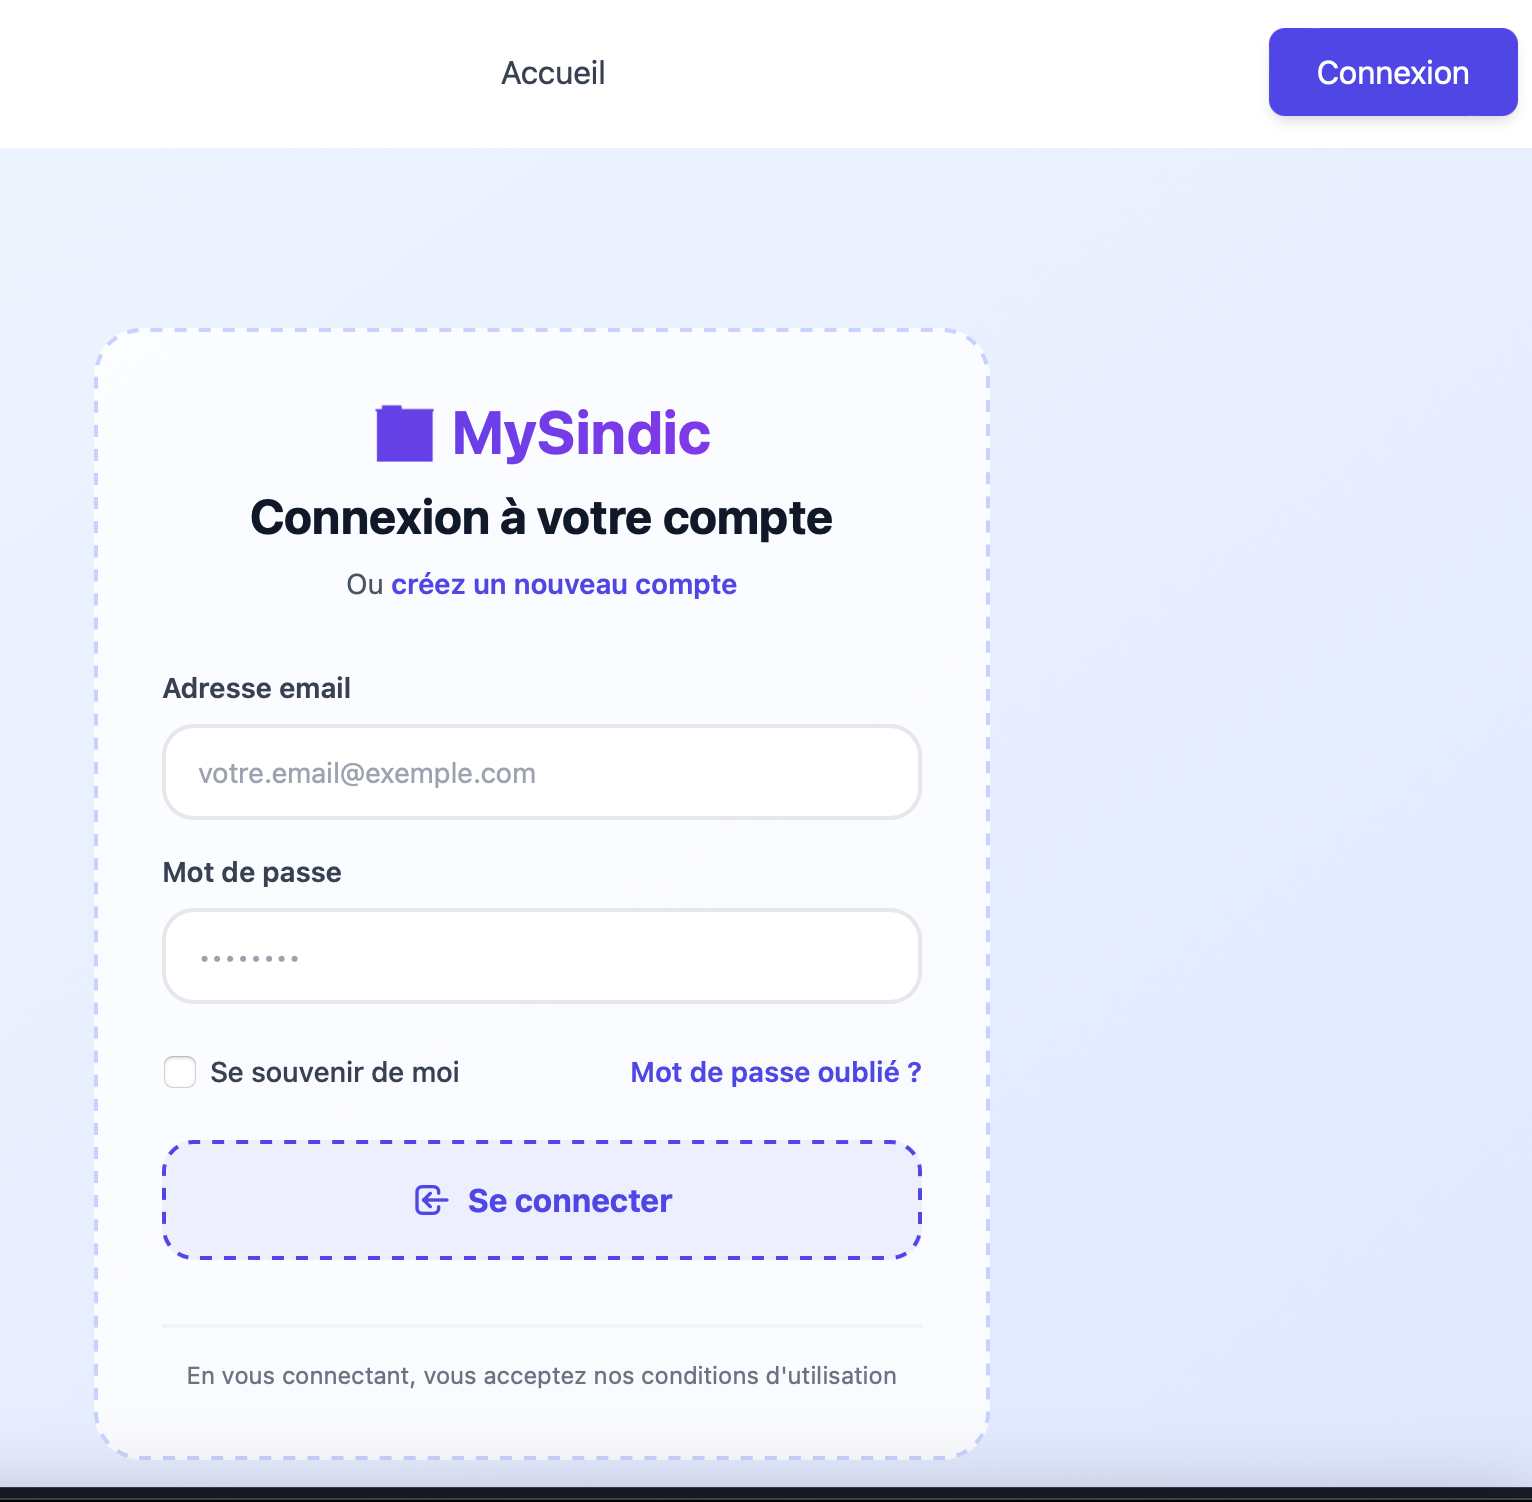 Accueil
Connexion
MySindic
Connexion à votre compte
Ou créez un nouveau compte
Adresse email
votre.email@exemple.com
Mot de passe
••••••••
Se souvenir de moi
Mot de passe oublié ?
Se connecter
En vous connectant, vous acceptez nos conditions d'utilisation